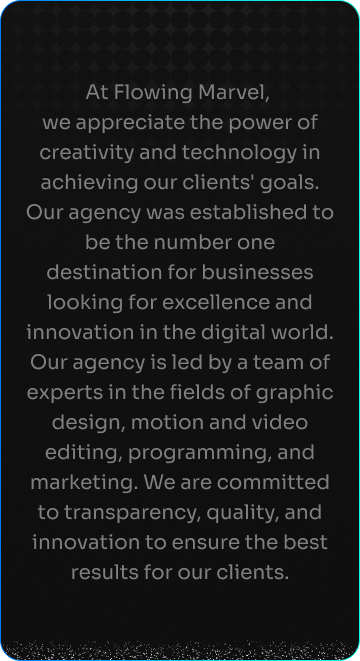 At Flowing Marvel,
we appreciate the power of
creativity and technology in
achieving our clients' goals.
Our agency was established to
be the number one
destination for businesses
looking for excellence and
innovation in the digital world.
Our agency is led by a team of
experts in the fields of graphic
design, motion and video
editing, programming, and
marketing. We are committed
to transparency, quality, and
innovation to ensure the best
results for our clients.